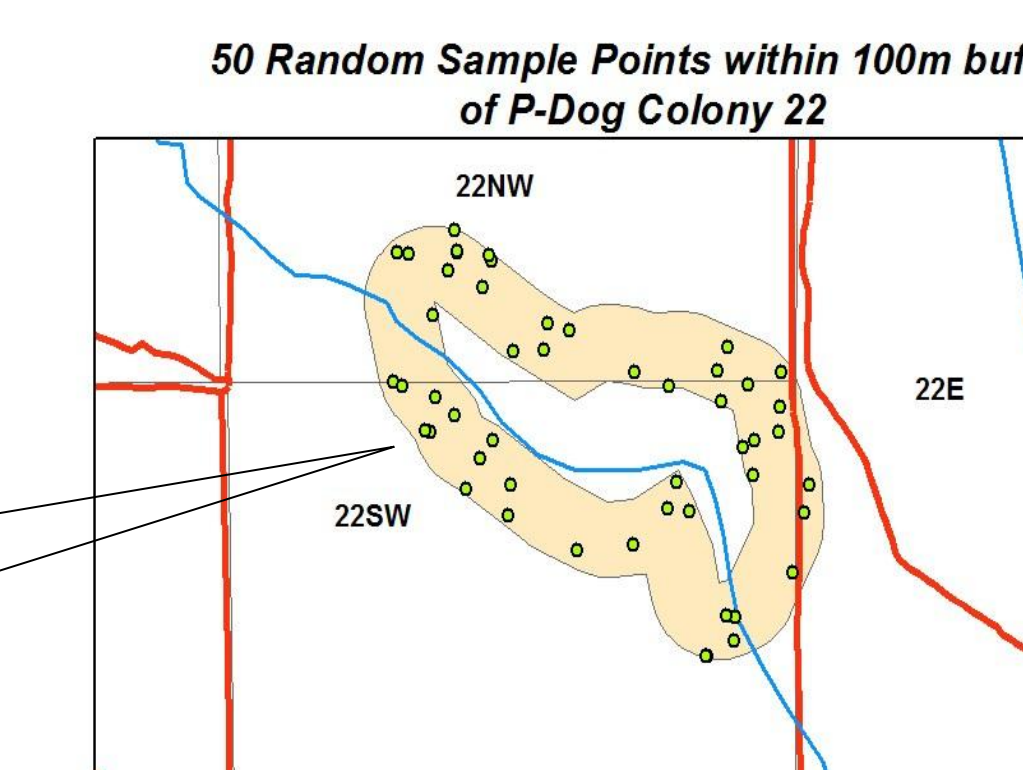 50 Random Sample Points within 100m buf
of P-Dog Colony 22
22NW
22E
22SW